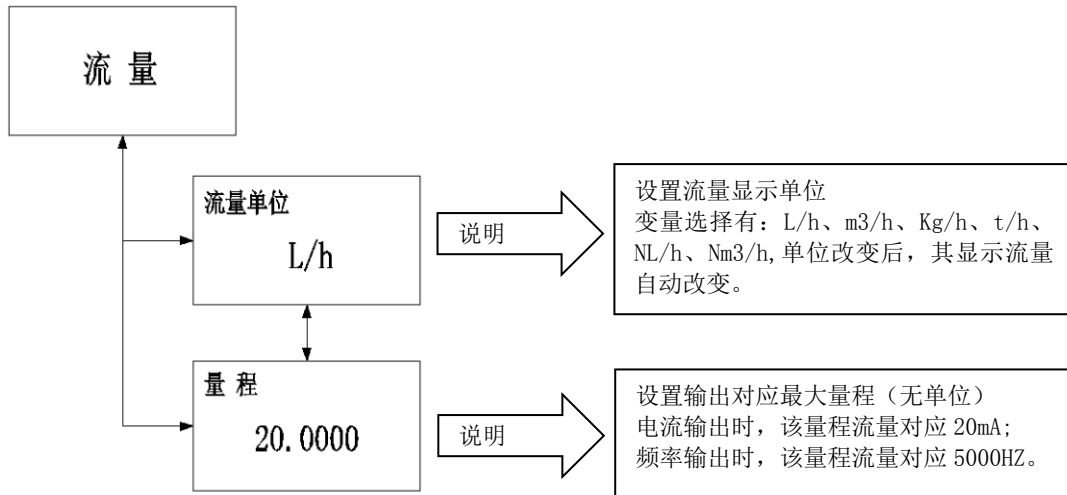 流 量
流量单位
L/h
说明
设置流量显示单位
变量选择有：L/h、m3/h、Kg/h、t/h、
NL/h、Nm3/h,单位改变后，其显示流量
自动改变。
量 程
20.0000
说明
设置输出对应最大量程（无单位）
电流输出时，该量程流量对应 20mA;
频率输出时，该量程流量对应 5000HZ。